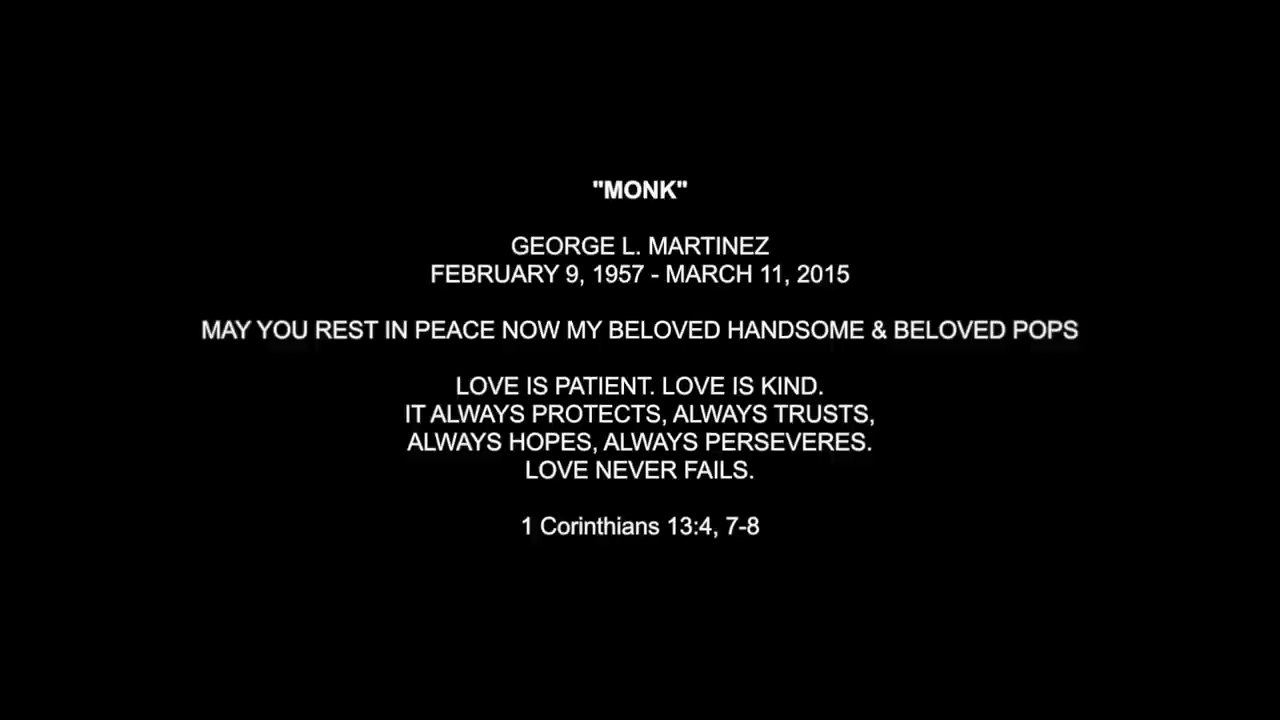 "MONK"
GEORGE L. MARTINEZ
FEBRUARY 9, 1957 - MARCH 11, 2015
MAY YOU REST IN PEACE NOW MY BELOVED HANDSOME & BELOVED POPS
LOVE IS PATIENT. LOVE IS KIND.
IT ALWAYS PROTECTS, ALWAYS TRUSTS,
ALWAYS HOPES, ALWAYS PERSEVERES.
LOVE NEVER FAILS.
1 Corinthians 13:4, 7-8